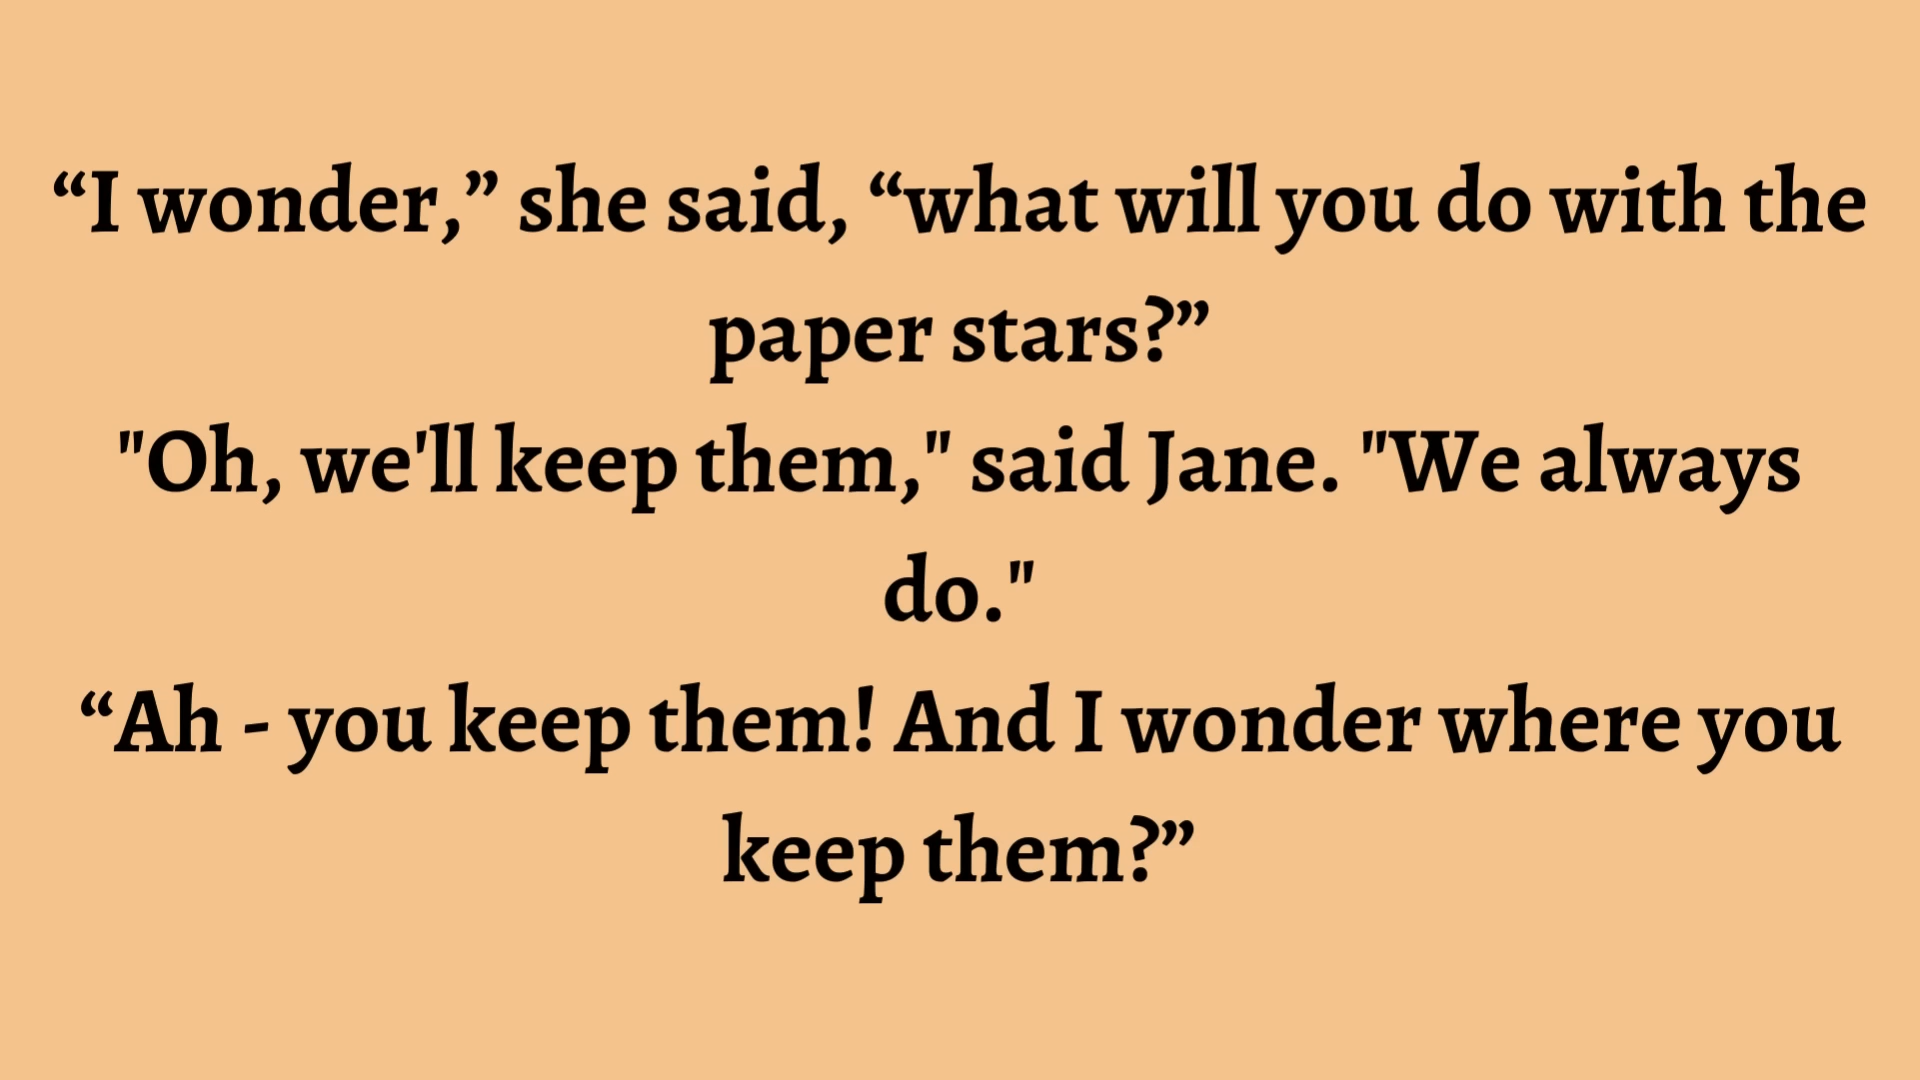 “I wonder,” she said, “what will you do with the
paper stars?”
"Oh, we'll keep them," said Jane. "We always
do."
“Ah - you keep them! And I wonder where you
keep them?”